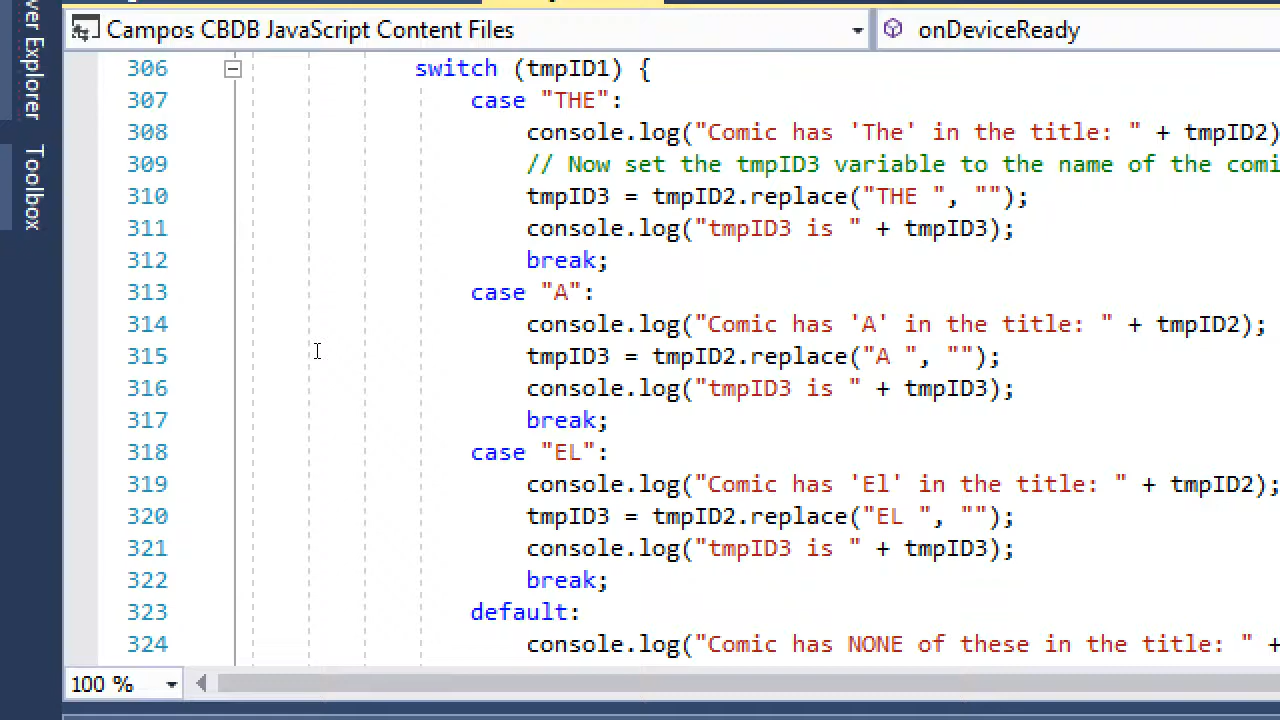 ver Explorer
Toolbox
Campos CBDB JavaScript Content Files
onDeviceReady
306 switch (tmpID1) {
307 case "THE":
308 console.log("Comic has 'The' in the title: " + tmpID2)
309 // Now set the tmpID3 variable to the name of the comi
310 tmpID3 = tmpID2.replace("THE ", "");
311 console.log("tmpID3 is " + tmpID3);
312 break;
313 case "A":
314 console.log("Comic has 'A' in the title: " + tmpID2);
315 tmpID3 = tmpID2.replace("A ", "");
316 console.log("tmpID3 is " + tmpID3);
317 break;
318 case "EL":
319 console.log("Comic has 'El' in the title: " + tmpID2);
320 tmpID3 = tmpID2.replace("EL ", "");
321 console.log("tmpID3 is " + tmpID3);
322 break;
323 default:
324 console.log("Comic has NONE of these in the title: " +
100 %